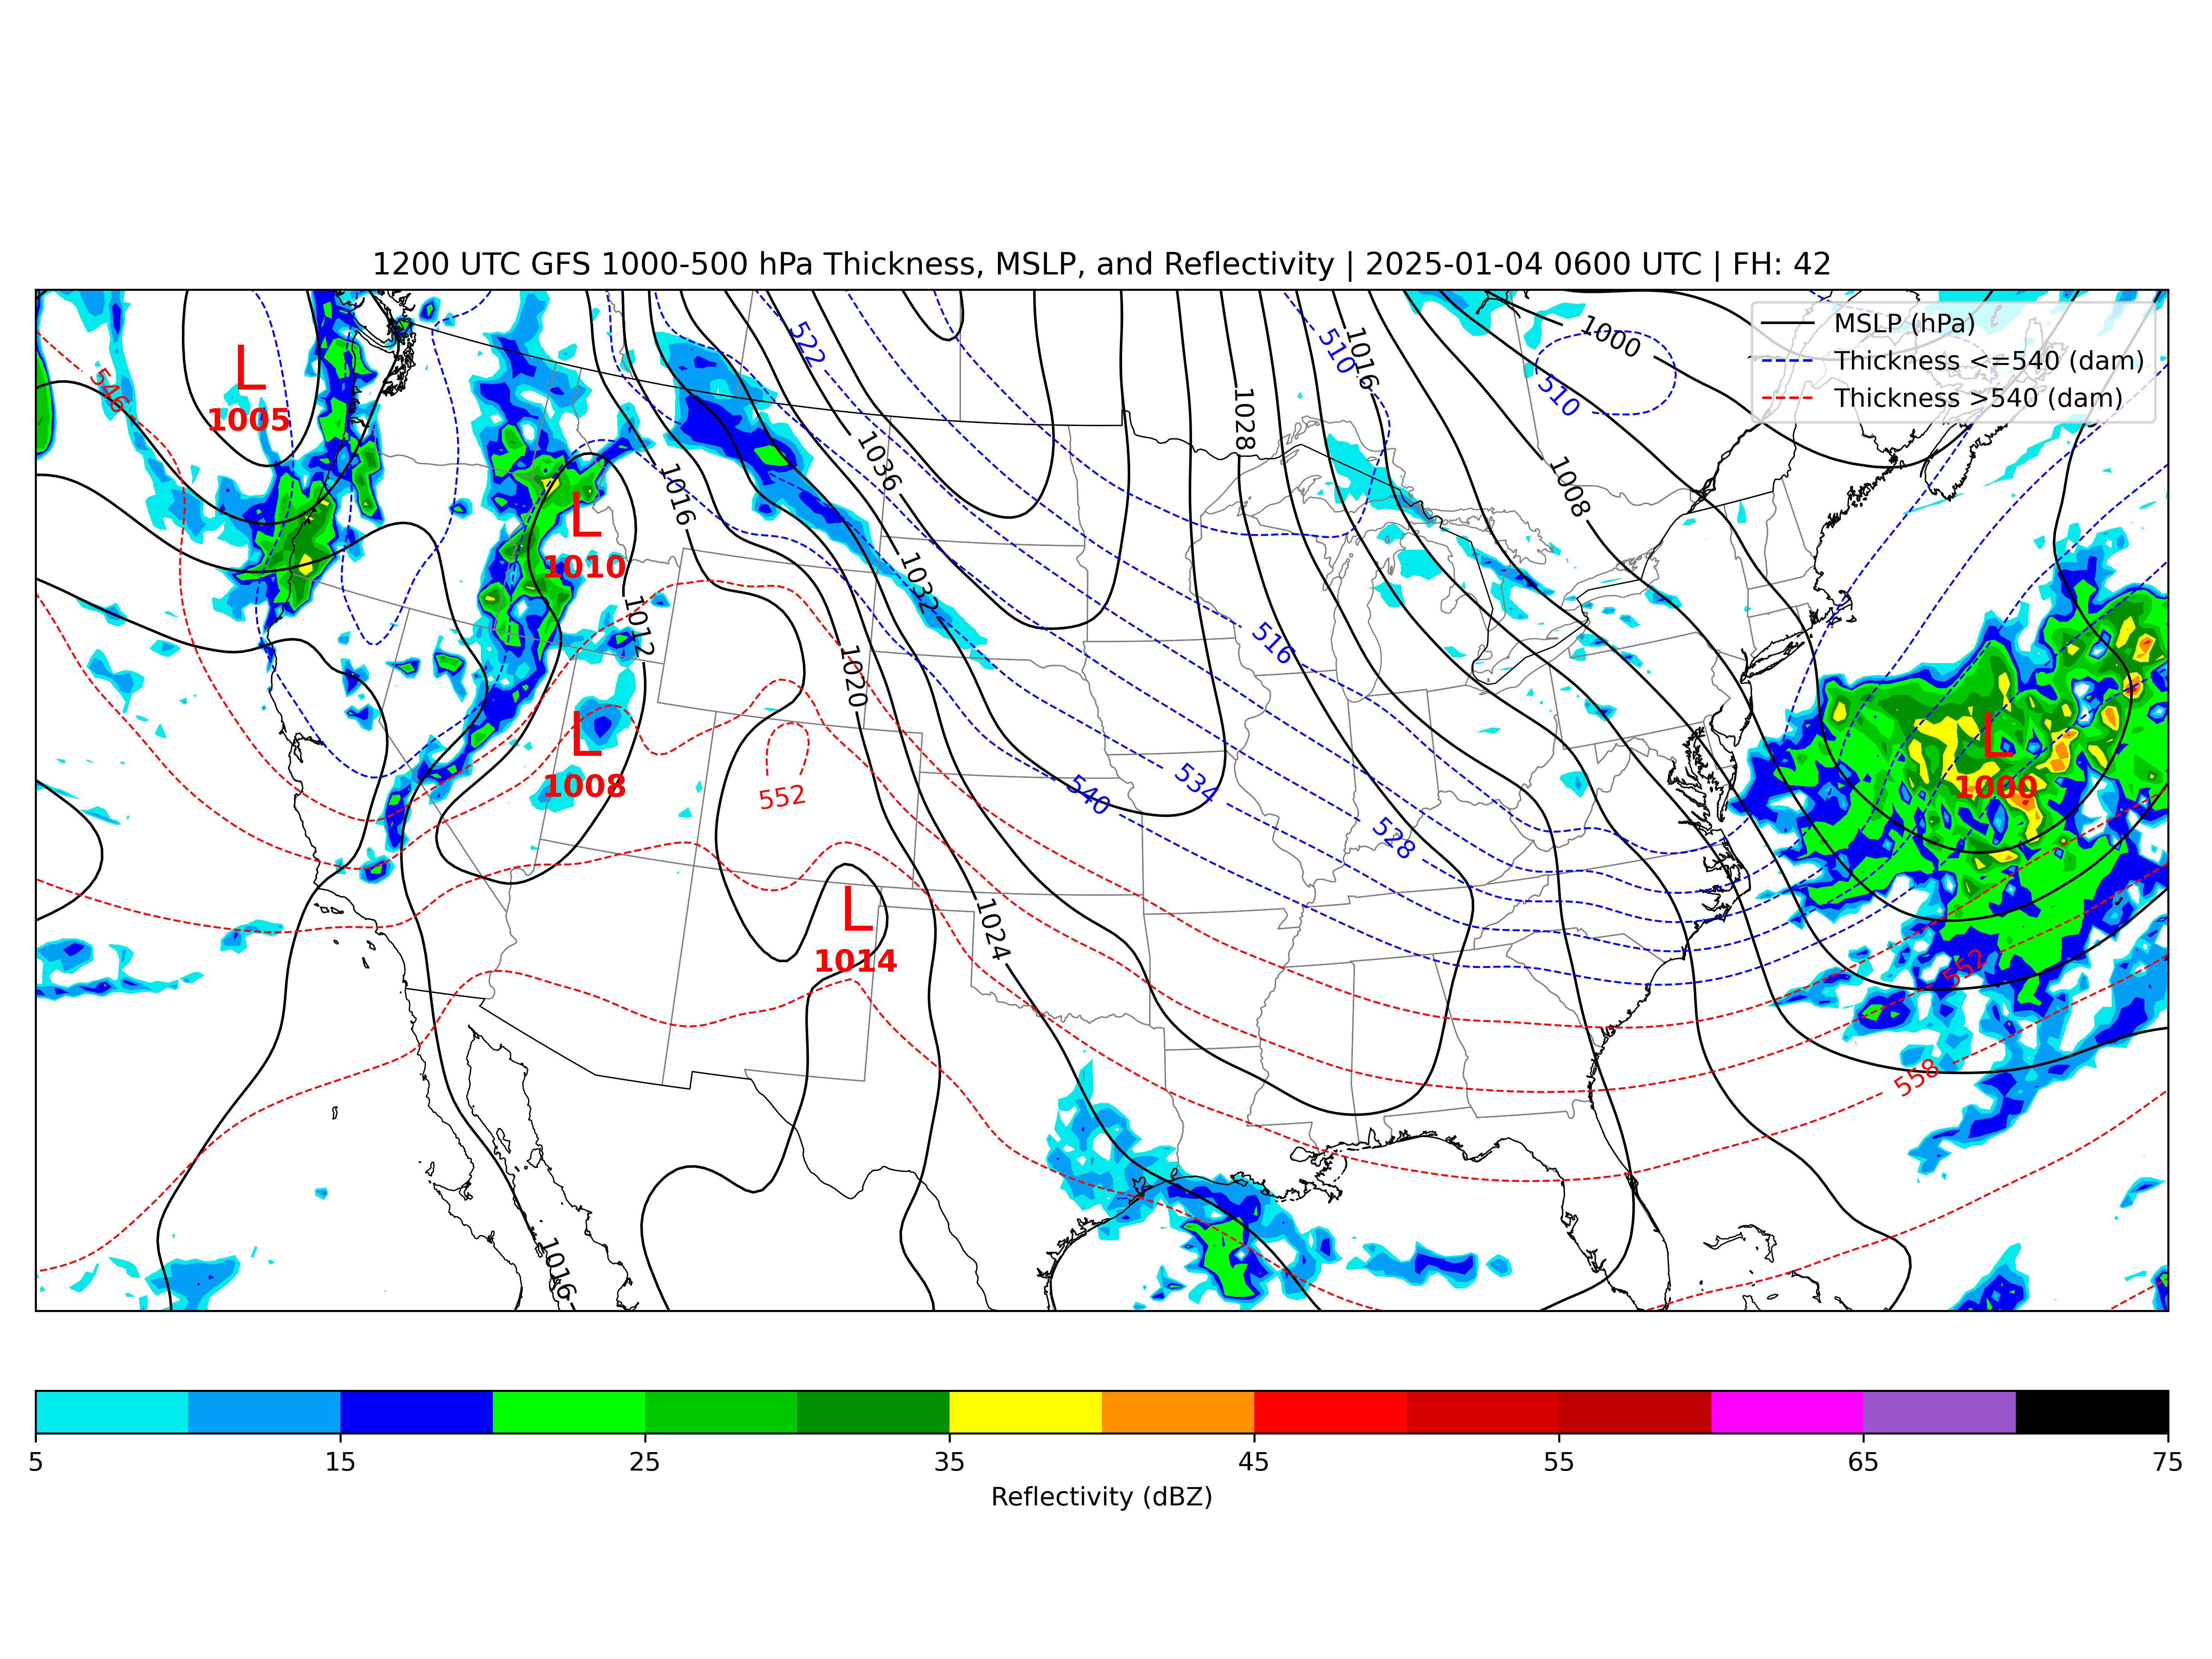 1200 UTC GFS 1000-500 hPa Thickness, MSLP, and Reflectivity | 2025-01-04 0600 UTC | FH: 42
MSLP (hPa)
Thickness <=540 (dam)
Thickness >540 (dam)
1000
522
510
1016
546
510
L
1005
1028
1036
1016
1008
L
1010
1032
1012
516
1020
L
1008
L
1000
534
540
552
528
L
1014
1024
552
558
1016
5 15 25 35 45 55 65 75
Reflectivity (dBZ)